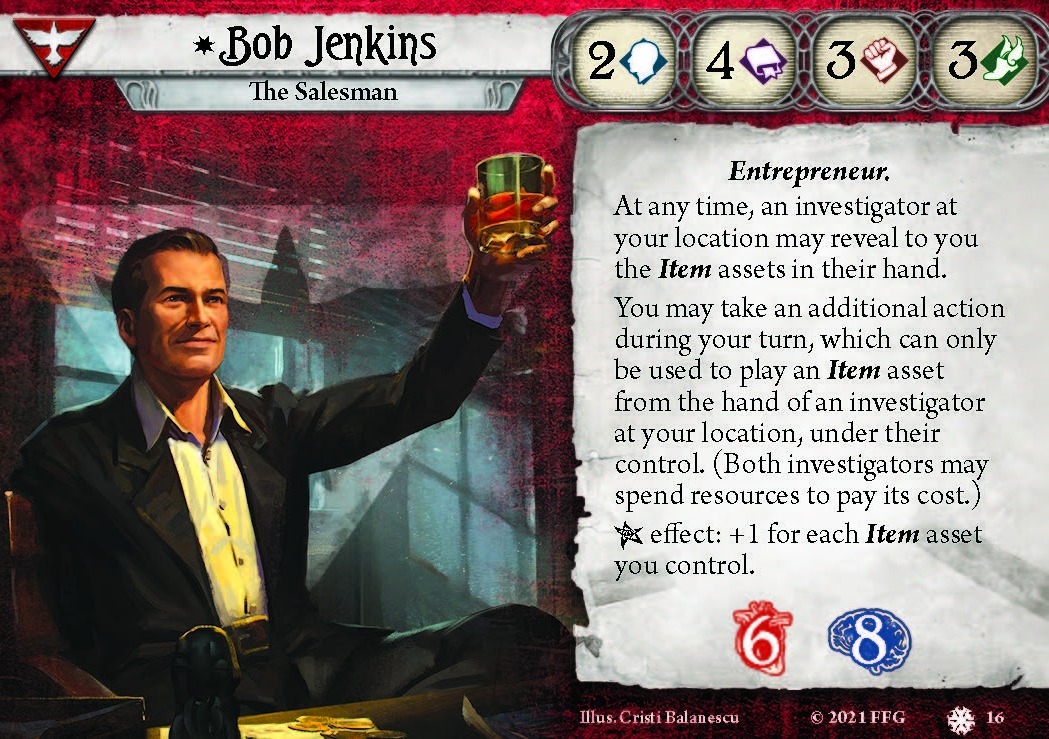 Bob Jenkins
The Salesman
2 4 3 3
Entrepreneur.
At any time, an investigator at
your location may reveal to you
the Item assets in their hand.
You may take an additional action
during your turn, which can only
be used to play an Item asset
from the hand of an investigator
at your location, under their
control. (Both investigators may
spend resources to pay its cost.)
effect: +1 for each Item asset
you control.
6 8
Illus. Cristi Balanescu © 2021 FFG 16